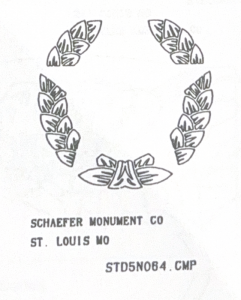 SCHAEFER MONUMENT CO
ST. LOUIS MO
STD5N064.CMP